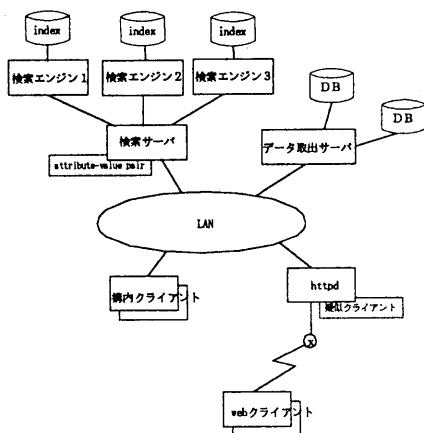 index
index
index
検索エンジン1
検索エンジン2
検索エンジン3
DB
DB
検索サーバ
データ取出サーバ
attribute-value pair
LAN
構内クライアント
httpd
疑似クライアント
X
webクライアント